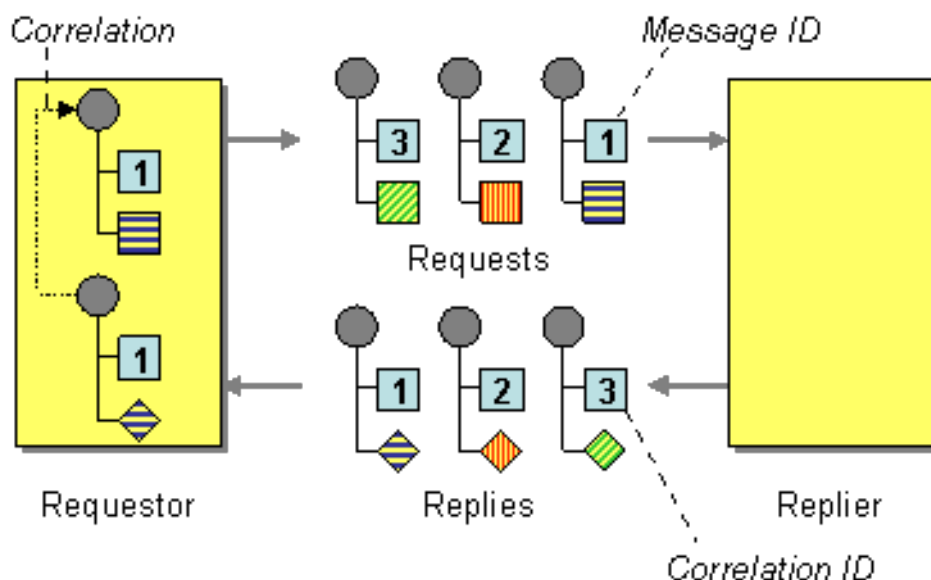 Correlation
Message ID
3 2 1
1
Requests
1
1 2 3
Requestor
Replies
Replier
Correlation ID